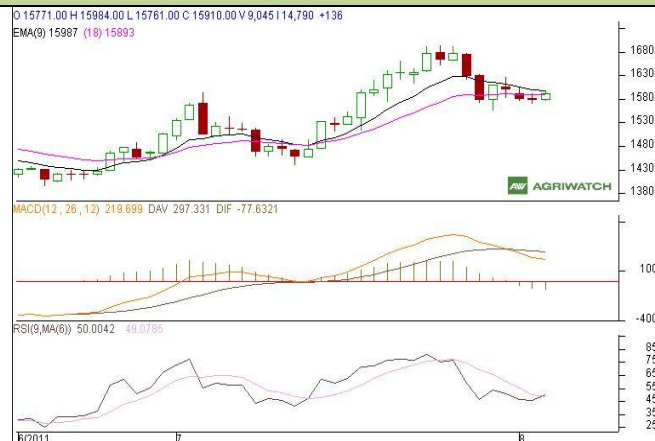 O 15771.00 H 15984.00 L 15761.00 C 15910.00 V 9,045 I 14,790 +136
EMA(9) 15987 (18) 15893
1680
1630
1580
1530
1480
1430
1380
AW AGRIWATCH
MACD(12 , 26 , 12) 219.699 DAV 297.331 DIF -77.6321
100
-400
RSI(9,MA(6)) 50.0042 49.0785
85
75
65
55
45
35
25
6/2011 7 8